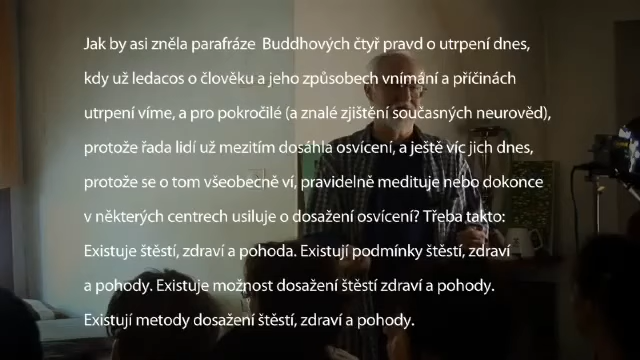 Jak by asi zněla parafráze Buddhových čtyř pravd o utrpení dnes,
kdy už ledacos o člověku a jeho způsobech vnímání a příčinách
utrpení víme, a pro pokročilé (a znalé zjištění současných neurověd),
protože řada lidí už mezitím dosáhla osvícení, a ještě víc jich dnes,
protože se o tom všeobecně ví, pravidelně medituje nebo dokonce
v některých centrech usiluje o dosažení osvícení? Třeba takto:
Existuje štěstí, zdraví a pohoda. Existují podmínky štěstí, zdraví
a pohody. Existuje možnost dosažení štěstí zdraví a pohody.
Existují metody dosažení štěstí, zdraví a pohody.